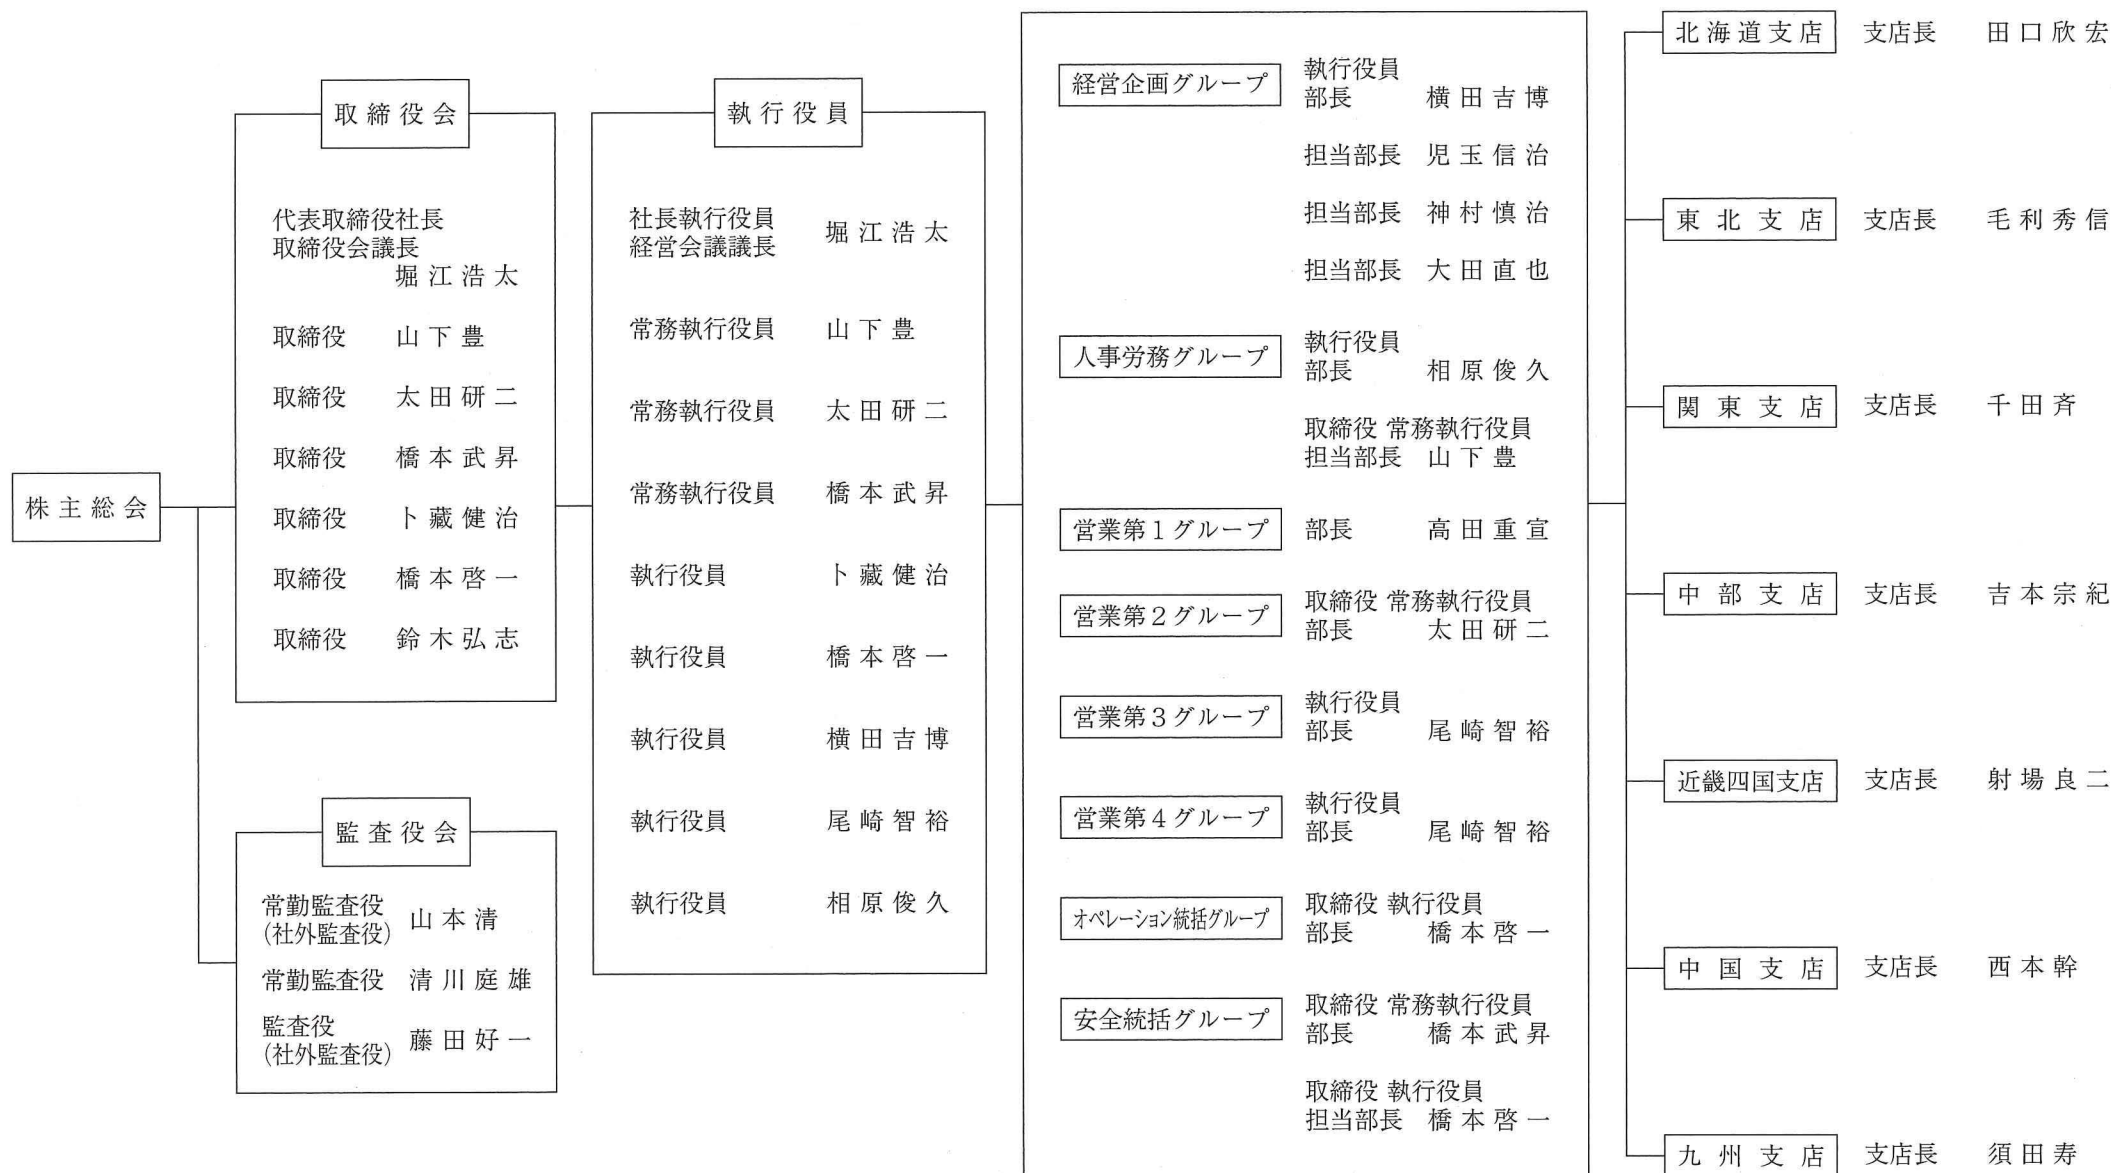 株主総会
取締役会
代表取締役社長
取締役会議長
堀江浩太
取締役 山下豊
取締役 太田研二
取締役 橋本武昇
取締役 卜藏健治
取締役 橋本啓一
取締役 鈴木弘志
監査役会
常勤監査役
(社外監査役) 山本清
常勤監査役 清川庭雄
監査役
(社外監査役) 藤田好一
執行役員
社長執行役員
経営会議議長 堀江浩太
常務執行役員 山下豊
常務執行役員 太田研二
常務執行役員 橋本武昇
執行役員 卜藏健治
執行役員 橋本啓一
執行役員 横田吉博
執行役員 尾崎智裕
執行役員 相原俊久
経営企画グループ
執行役員
部長 横田吉博
担当部長 児玉信治
担当部長 神村慎治
担当部長 大田直也
人事労務グループ
執行役員
部長 相原俊久
取締役 常務執行役員
担当部長 山下豊
営業第1グループ 部長 高田重宣
営業第2グループ
取締役 常務執行役員
部長 太田研二
営業第3グループ
執行役員
部長 尾崎智裕
営業第4グループ
執行役員
部長 尾崎智裕
オペレーション統括グループ
取締役 執行役員
部長 橋本啓一
安全統括グループ
取締役 常務執行役員
部長 橋本武昇
取締役 執行役員
担当部長 橋本啓一
北海道支店 支店長 田口欣宏
東北支店 支店長 毛利秀信
関東支店 支店長 千田斉
中部支店 支店長 吉本宗紀
近畿四国支店 支店長 射場良二
中国支店 支店長 西本幹
九州支店 支店長 須田寿